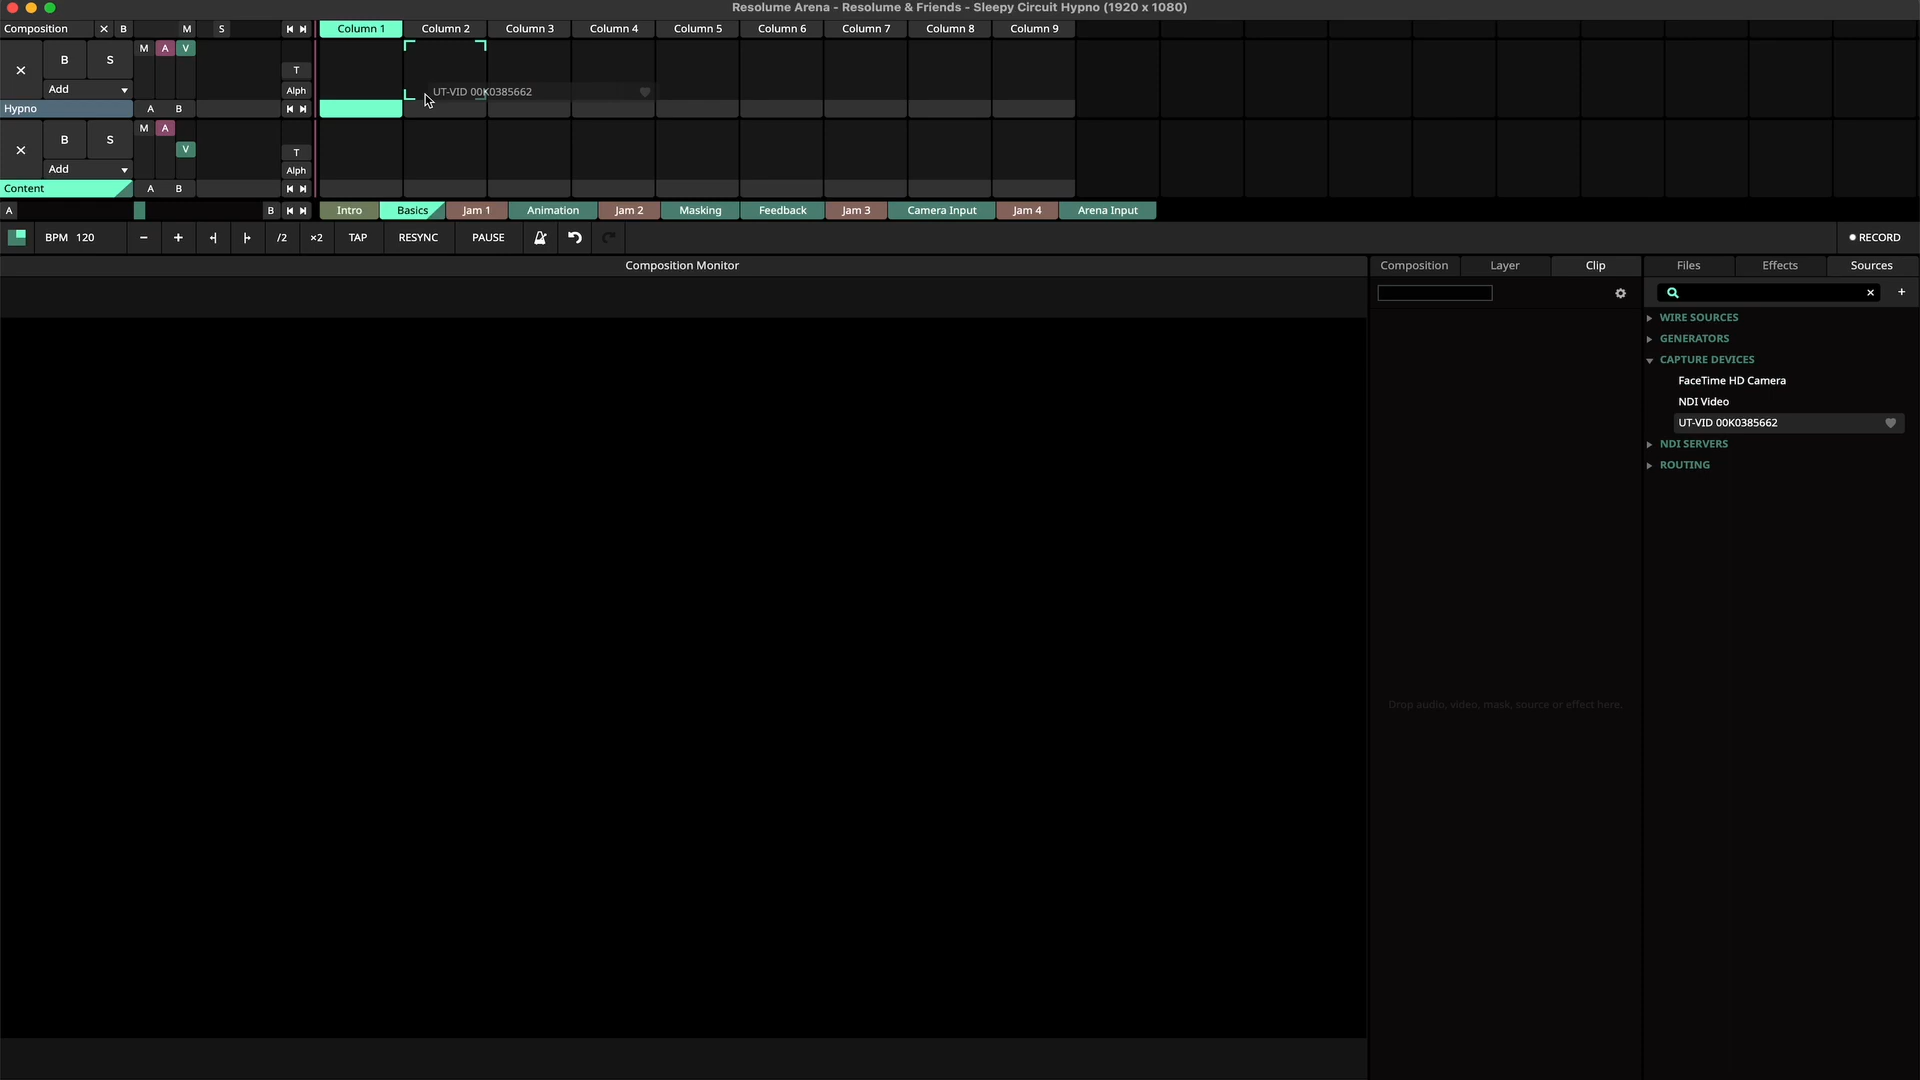 Resolume Arena - Resolume & Friends - Sleepy Circuit Hypno (1920 x 1080)
Composition B M S Column 1 Column 2 Column 3 Column 4 Column 5 Column 6 Column 7 Column 8 Column 9
B S M A V
T
Add Alph
UT-VID 00K0385662
Hypno A B
B S M A
V
T
Add Alph
Content A B
A B Intro Basics Jam 1 Animation Jam 2 Masking Feedback Jam 3 Camera Input Jam 4 Arena Input
BPM 120 /2 ×2 TAP RESYNC PAUSE RECORD
Composition Monitor
Composition Layer Clip
Drop audio, video, mask, source or effect here.
Files Effects Sources
WIRE SOURCES
GENERATORS
CAPTURE DEVICES
FaceTime HD Camera
NDI Video
UT-VID 00K0385662
NDI SERVERS
ROUTING